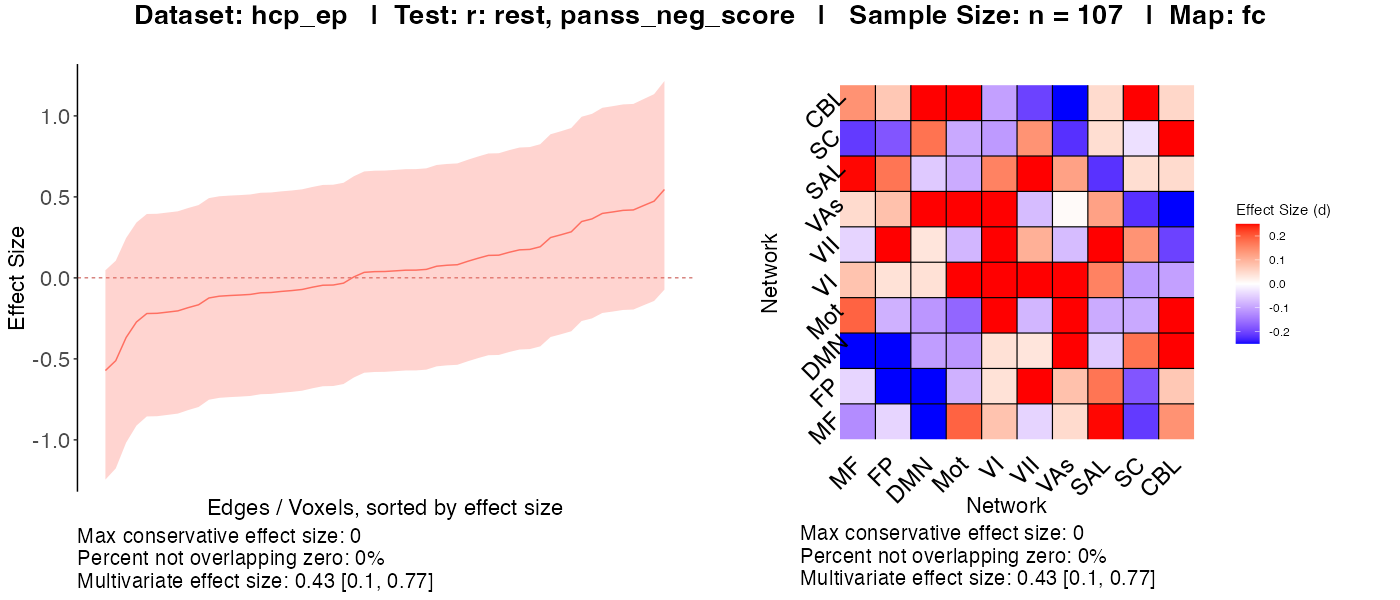 Dataset: hcp_ep | Test: r: rest, panss_neg_score | Sample Size: n = 107 | Map: fc
Effect Size
1.0
0.5
0.0
-0.5
-1.0
Edges / Voxels, sorted by effect size
Max conservative effect size: 0
Percent not overlapping zero: 0%
Multivariate effect size: 0.43 [0.1, 0.77]
Network
CBL
SC
SAL
VAs
VII
VI
Mot
DMN
FP
MF
MF FP DMN Mot VI VII VAs SAL SC CBL
Network
Max conservative effect size: 0
Percent not overlapping zero: 0%
Multivariate effect size: 0.43 [0.1, 0.77]
Effect Size (d)
0.2
0.1
0.0
-0.1
-0.2